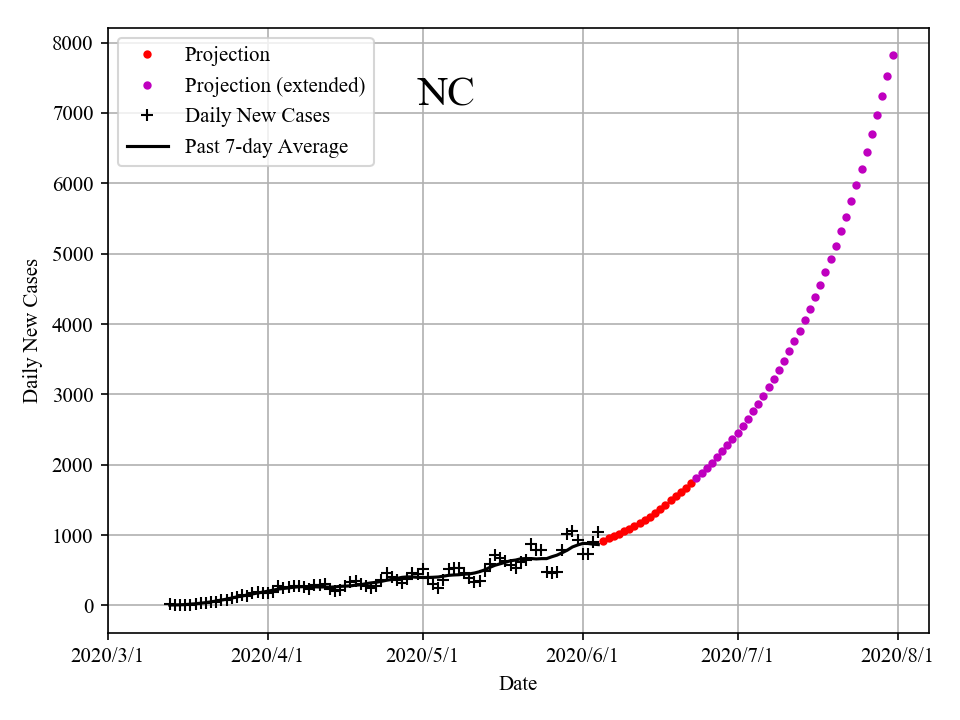 8000
7000
6000
5000
4000
3000
2000
1000
0
Daily New Cases
Projection
Projection (extended)
Daily New Cases
Past 7-day Average
NC
2020/3/1 2020/4/1 2020/5/1 2020/6/1 2020/7/1 2020/8/1
Date